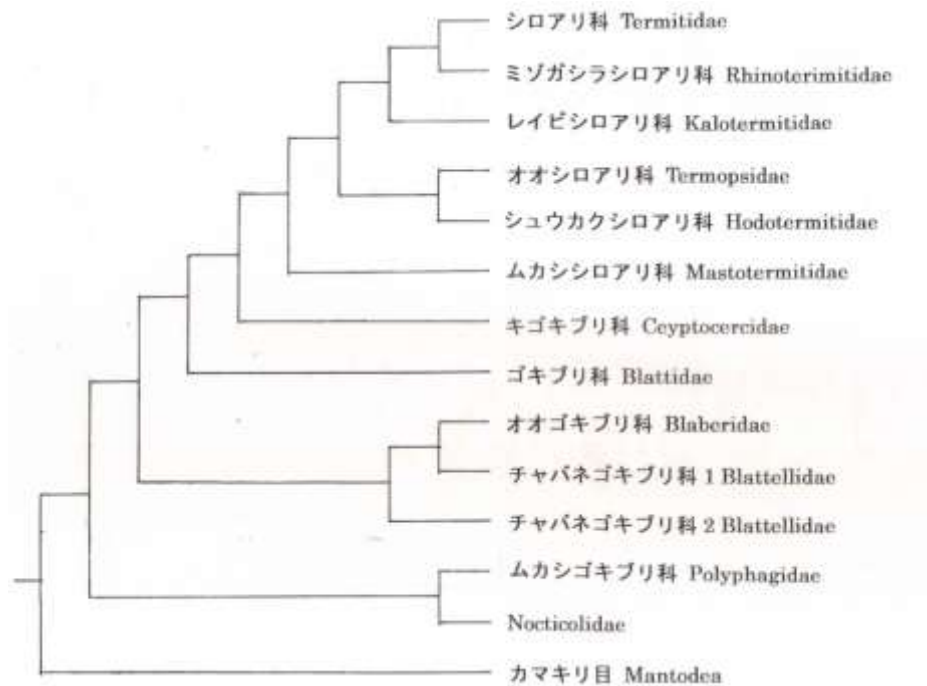 シロアリ科 Termitidae
ミゾガシラシロアリ科 Rhinoterimitidae
レイビシロアリ科 Kalotermitidae
オオシロアリ科 Termopsidae
シュウカクシロアリ科 Hodotermitidae
ムカシシロアリ科 Mastotermitidae
キゴキブリ科 Ceyptocercidae
ゴキブリ科 Blattidae
オオゴキブリ科 Blaberidae
チャバネゴキブリ科 1 Blattellidae
チャバネゴキブリ科 2 Blattellidae
ムカシゴキブリ科 Polyphagidae
Nocticolidae
カマキリ目 Mantodea